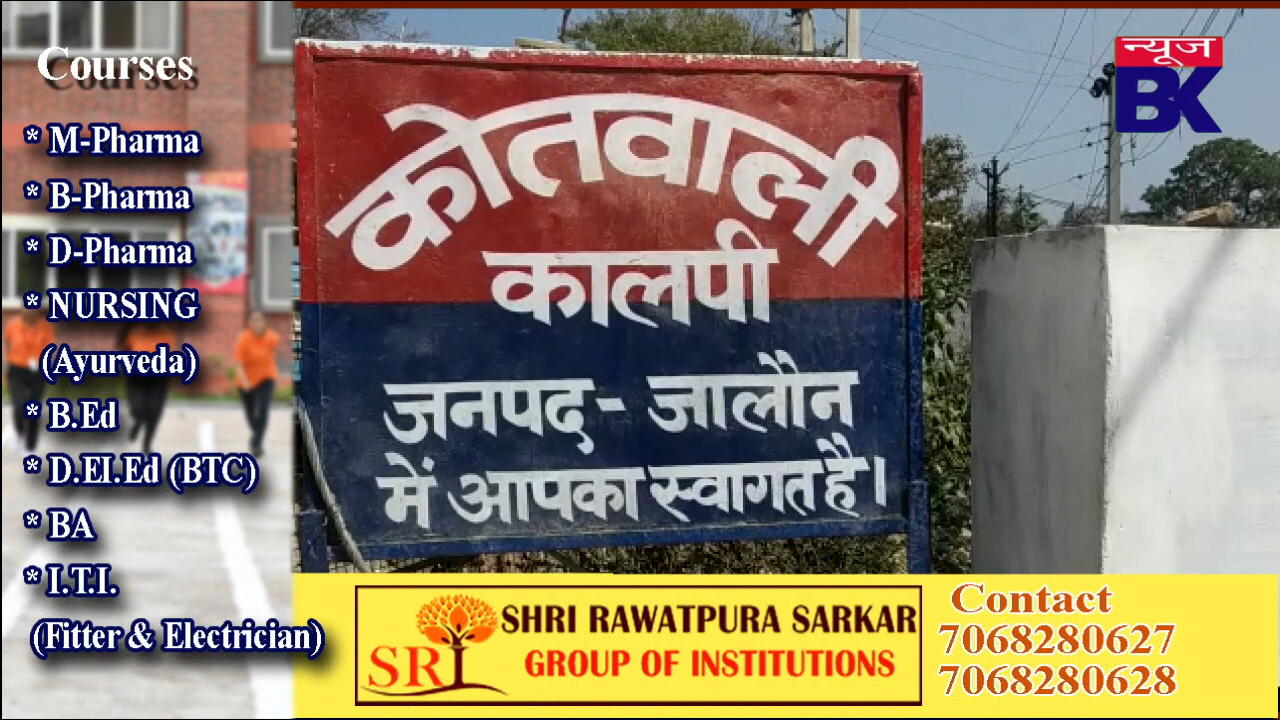 Courses
* M-Pharma
* B-Pharma
* D-Pharma
* NURSING
(Ayurveda)
* B.Ed
* D.EI.Ed (BTC)
* BA
* I.T.I.
(Fitter & Electrician)
कोतवाली
कालपी
जनपद - जालौन
में आपका स्वागत है।
न्यूज
BK
SRI
SHRI RAWATPURA SARKAR
GROUP OF INSTITUTIONS
Contact
7068280627
7068280628